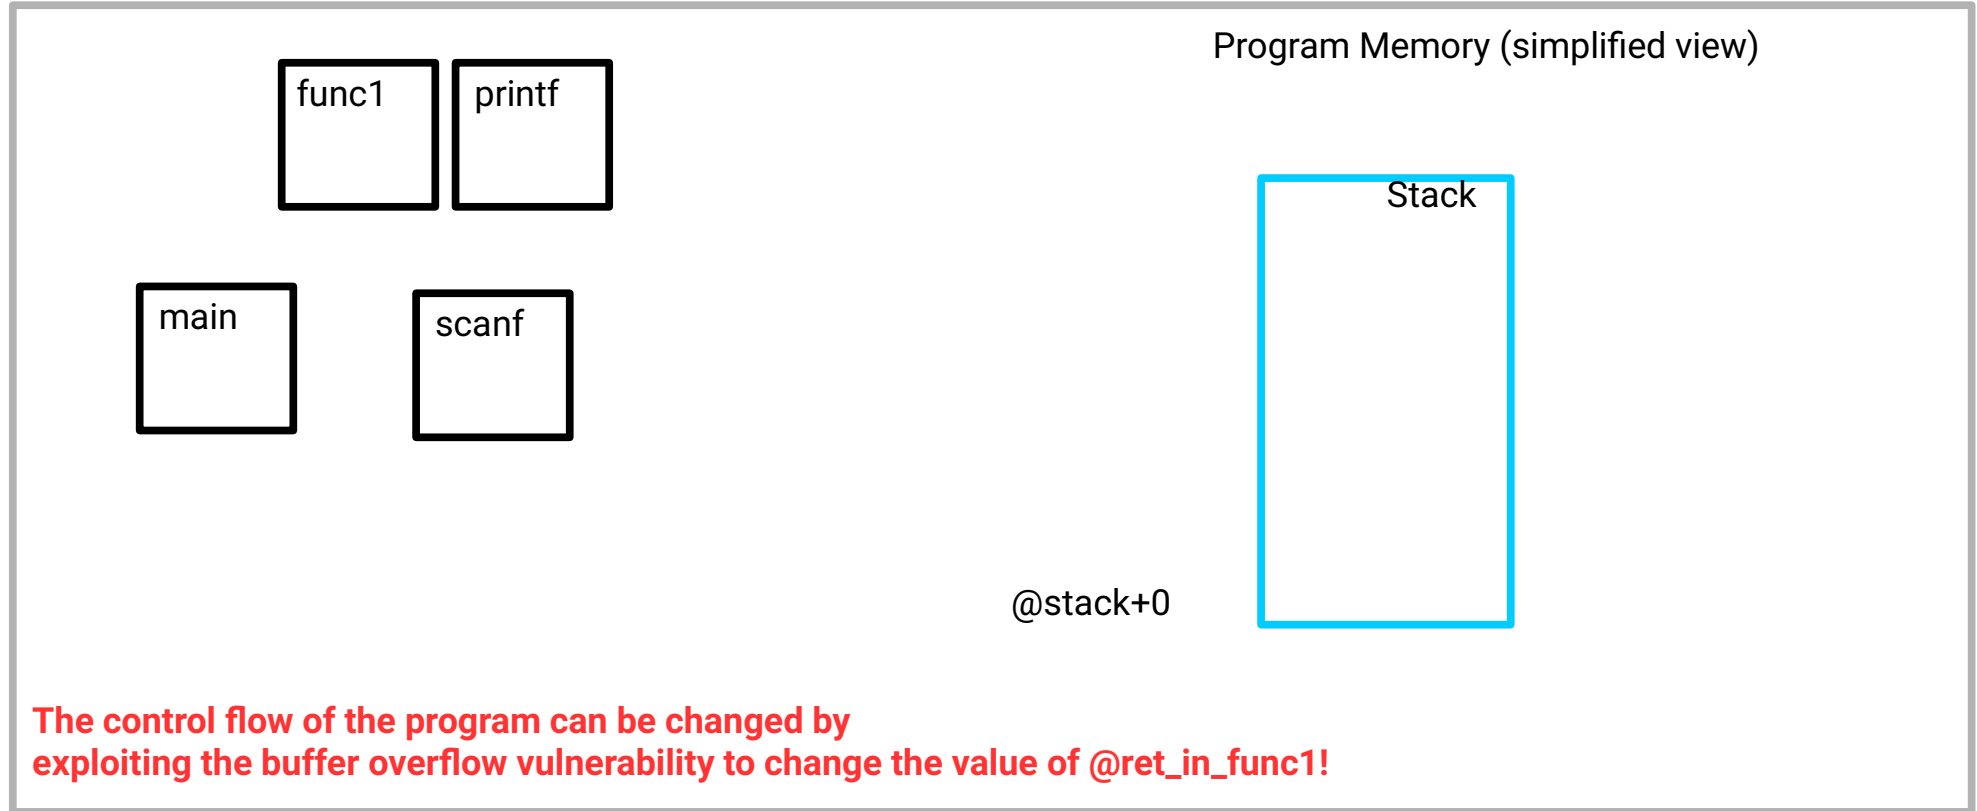 Program Memory (simplified view)
func1
printf
Stack
main
scanf
@stack+0
The control flow of the program can be changed by
exploiting the buffer overflow vulnerability to change the value of @ret_in_func1!